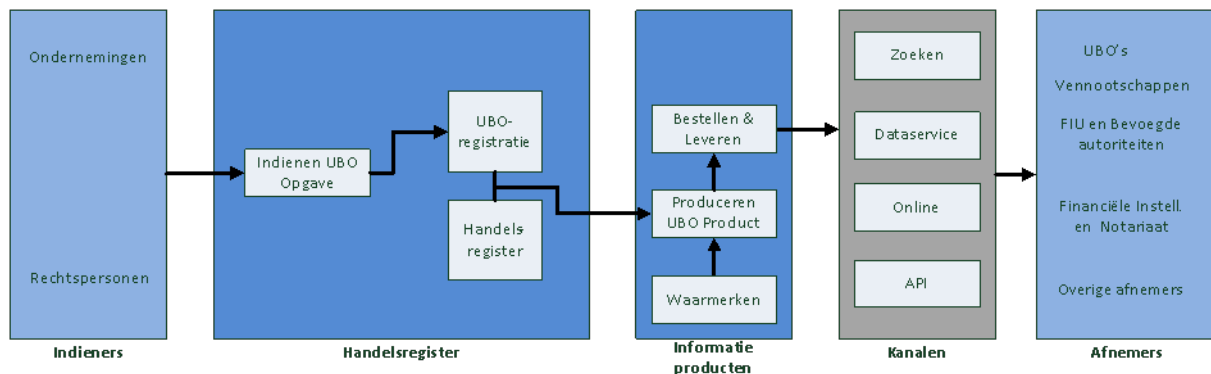 Ondernemingen
Rechtspersonen
Indieners
Indienen UBO
Opgave
UBO-
registratie
Handels-
register
Handelsregister
Bestellen &
Leveren
Produceren
UBO Product
Waarmerken
Informatie
producten
Zoeken
Dataservice
Online
API
Kanalen
UBO's
Vennootschappen
FIU en Bevoegde
autoriteiten
Financiële Instell.
en Notariaat
Overige afnemers
Afnemers